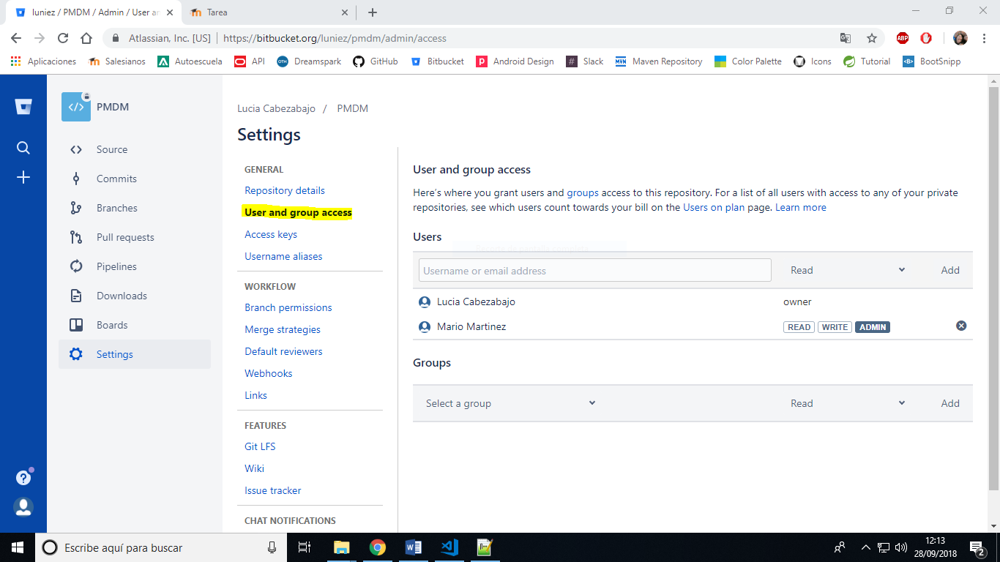 luniez / PMDM / Admin / User an
Tarea
Atlassian, Inc. [US] | https://bitbucket.org/luniez/pmdm/admin/access
ABP
Aplicaciones Salesianos Autoescuela API Dreamspark GitHub Bitbucket Android Design Slack Maven Repository Color Palette Icons Tutorial BootSnipp
PMDM
Source
Commits
Branches
Pull requests
Pipelines
Downloads
Boards
Settings
Lucia Cabezabajo / PMDM
Settings
GENERAL
Repository details
User and group access
Access keys
Username aliases
WORKFLOW
Branch permissions
Merge strategies
Default reviewers
Webhooks
Links
FEATURES
Git LFS
Wiki
Issue tracker
CHAT NOTIFICATIONS
User and group access
Here's where you grant users and groups access to this repository. For a list of all users with access to any of your private
repositories, see which users count towards your bill on the Users on plan page. Learn more
Users
Username or email address Read Add
Lucia Cabezabajo owner
Mario Martinez READ WRITE ADMIN
Groups
Select a group Read Add
Escribe aquí para buscar
12:13
28/09/2018
2